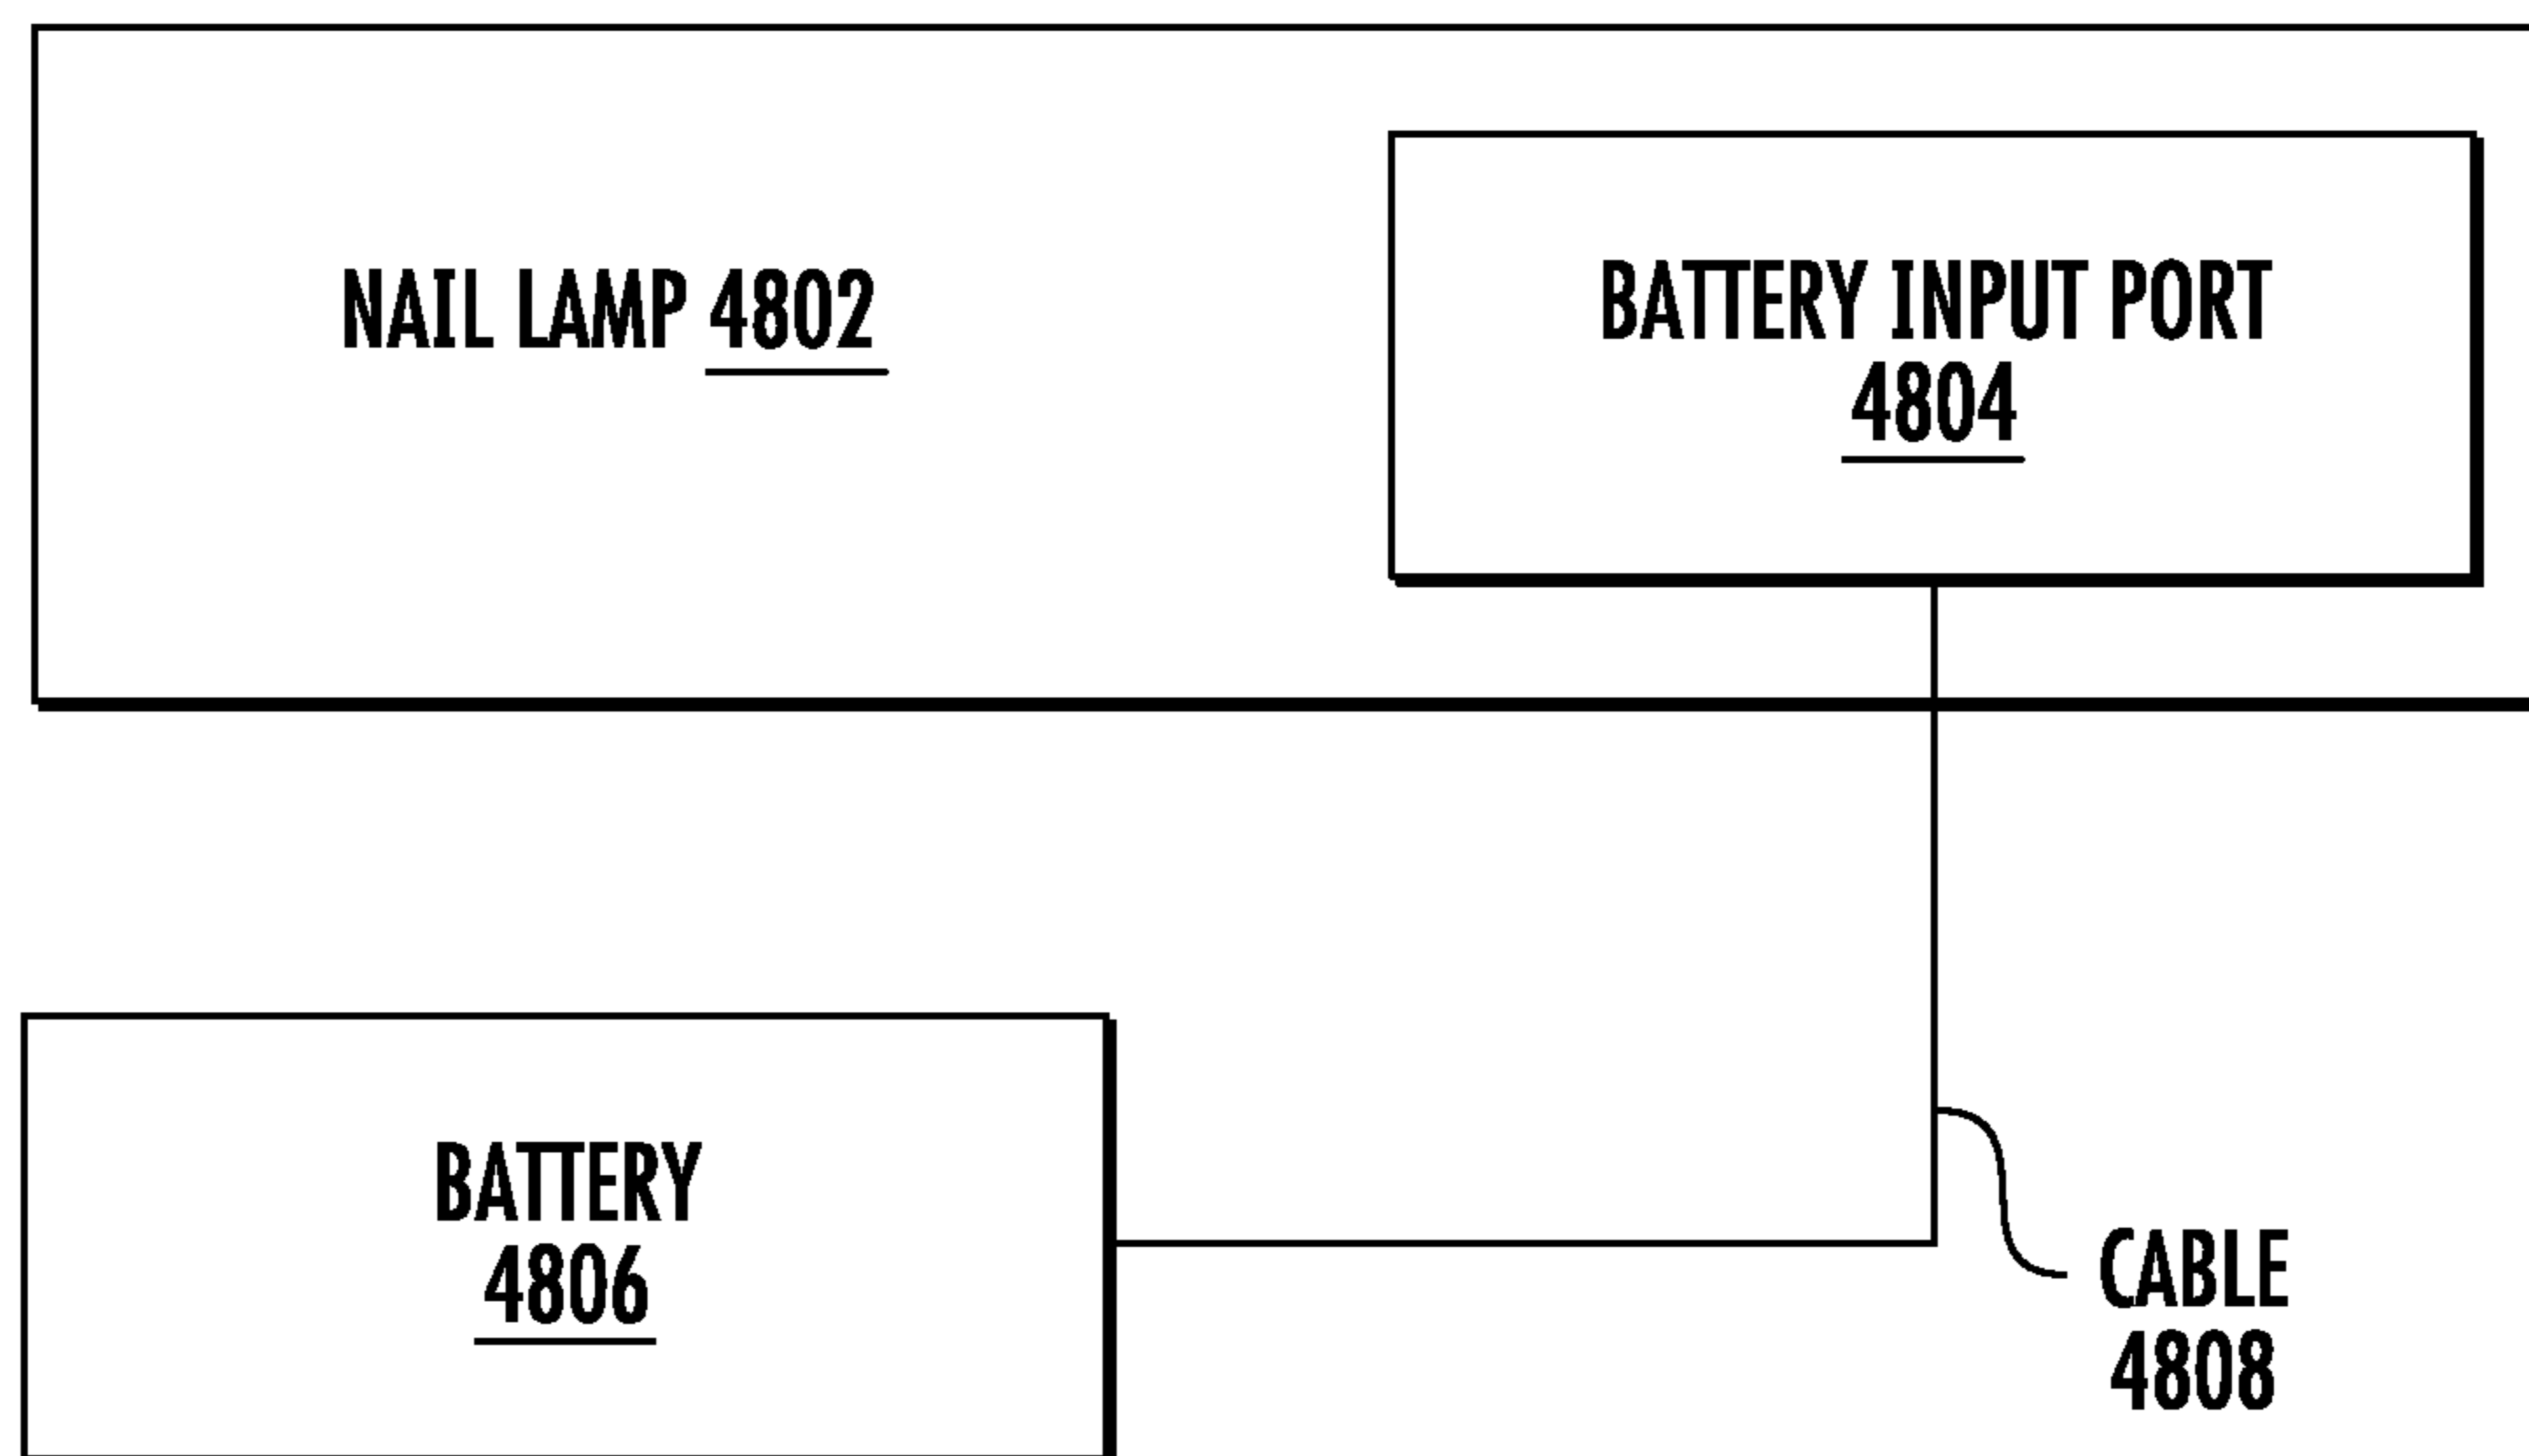 NAIL LAMP 4802
BATTERY INPUT PORT
4804
BATTERY
4806
CABLE
4808